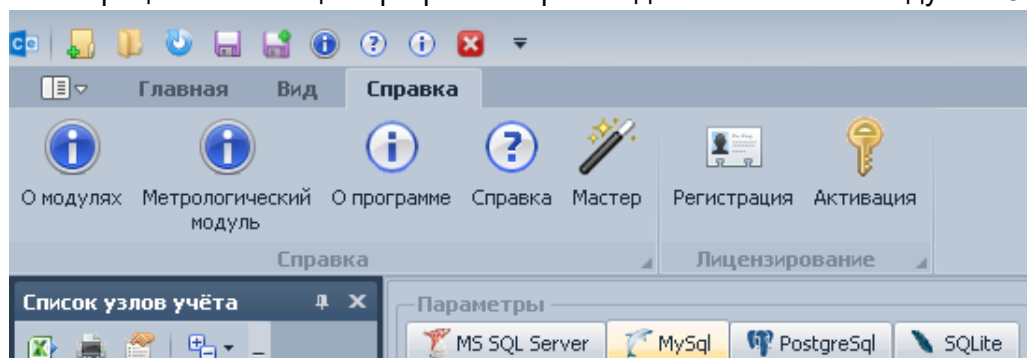 Главная Вид Справка
О модулях Метрологический модуль О программе Справка Мастер Регистрация Активация
Справка Лицензирование
Список узлов учёта
Параметры
MS SQL Server MySql PostgreSql SQLite